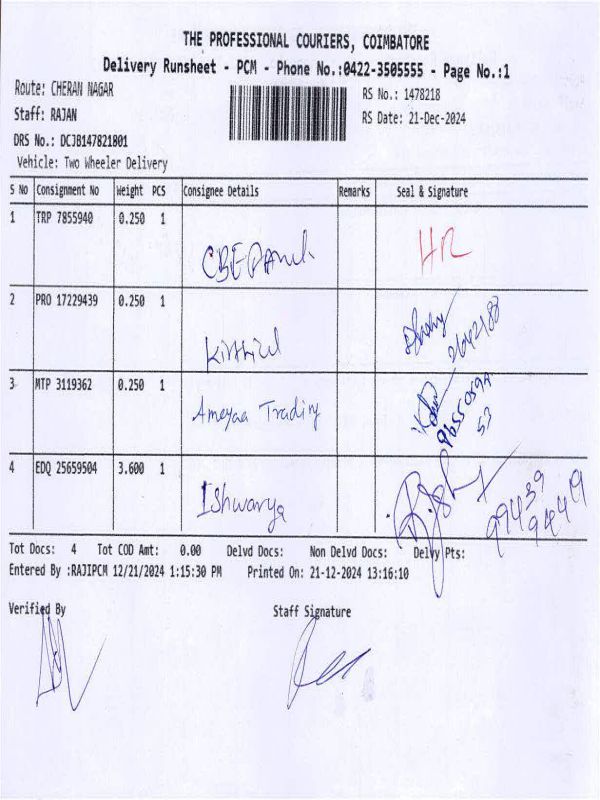 THE PROFESSIONAL COURIERS, COIMBATORE
Delivery Runsheet - PCM - Phone No.:0422-3505555 - Page No.:1
Route: CHERAN NAGAR
RS No.: 1478218
Staff: RAJAN
RS Date: 21-Dec-2024
DRS No.: DCJB147821801
Vehicle: Two Wheeler Delivery
S No Consignment No Weight PCS Consignee Details Remarks Seal & Signature
1 TRP 7855940 0.250 1
HR
2 PRO 17229439 0.250 1
3 MTP 3119362 0.250 1
Ameyaa Trading
53
4 EDQ 25659504 3.600 1
Ishwarya
99439
94419
Tot Docs: 4 Tot COD Amt: 0.00 Delvd Docs: Non Delvd Docs: Delvy Pts:
Entered By :RAJIPCM 12/21/2024 1:15:30 PM Printed On: 21-12-2024 13:16:10
Verified By Staff Signature